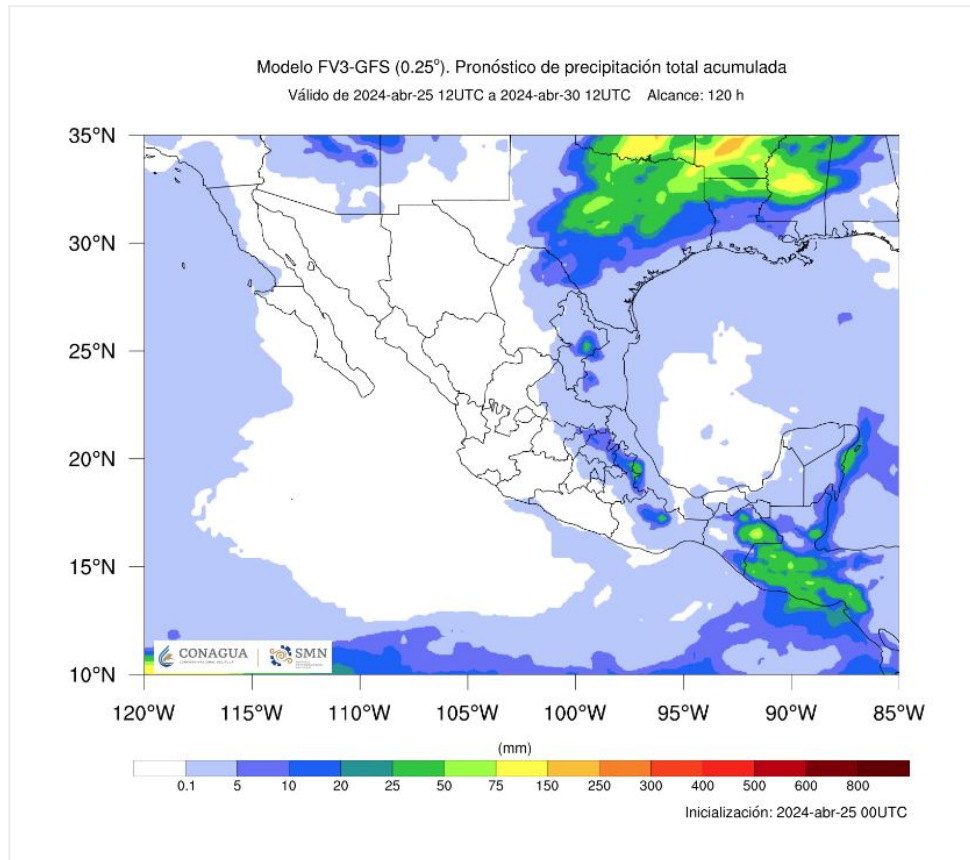 Modelo FV3-GFS (0.25°). Pronóstico de precipitación total acumulada
Válido de 2024-abr-25 12UTC a 2024-abr-30 12UTC Alcance: 120 h
35°N
30°N
25°N
20°N
15°N
10°N
CONAGUA
SMN
120°W 115°W 110°W 105°W 100°W 95°W 90°W 85°W
(mm)
0.1 5 10 20 25 50 75 150 250 300 400 500 600 800
Inicialización: 2024-abr-25 00UTC